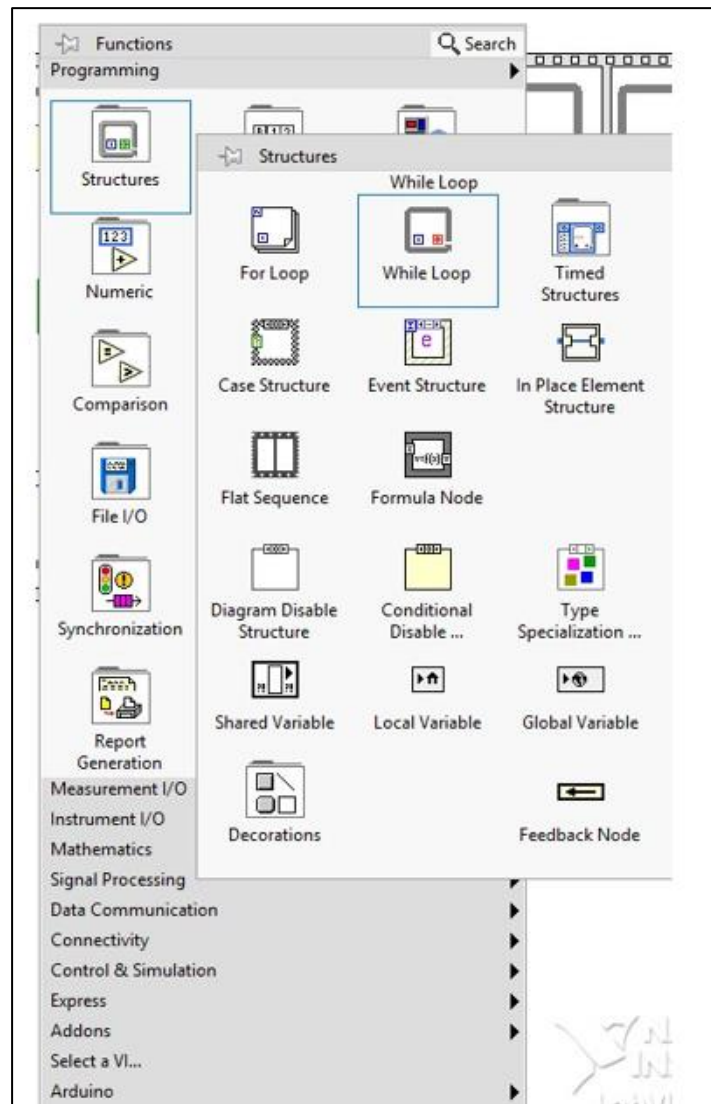 Functions
Search
Programming
Structures
Structures
While Loop
For Loop
While Loop
Timed
Structures
Numeric
Case Structure
Event Structure
In Place Element
Structure
Comparison
Flat Sequence
Formula Node
File I/O
Diagram Disable
Structure
Conditional
Disable ...
Type
Specialization ...
Synchronization
Shared Variable
Local Variable
Global Variable
Report
Generation
Decorations
Feedback Node
Measurement I/O
Instrument I/O
Mathematics
Signal Processing
Data Communication
Connectivity
Control & Simulation
Express
Addons
Select a VI...
Arduino